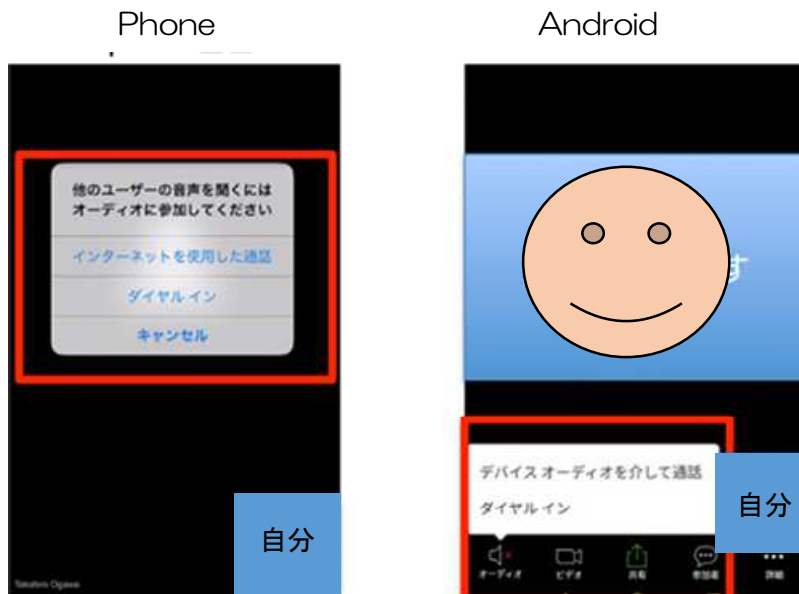 Phone
Android
他のユーザーの音声を聞くには
オーディオに参加してください
インターネットを使用した通話
ダイヤルイン
キャンセル
自分
Takahiro Ogawa
す
デバイス オーディオを介して通話
ダイヤルイン
自分
オーディオ
ビデオ
共有
参加者
詳細